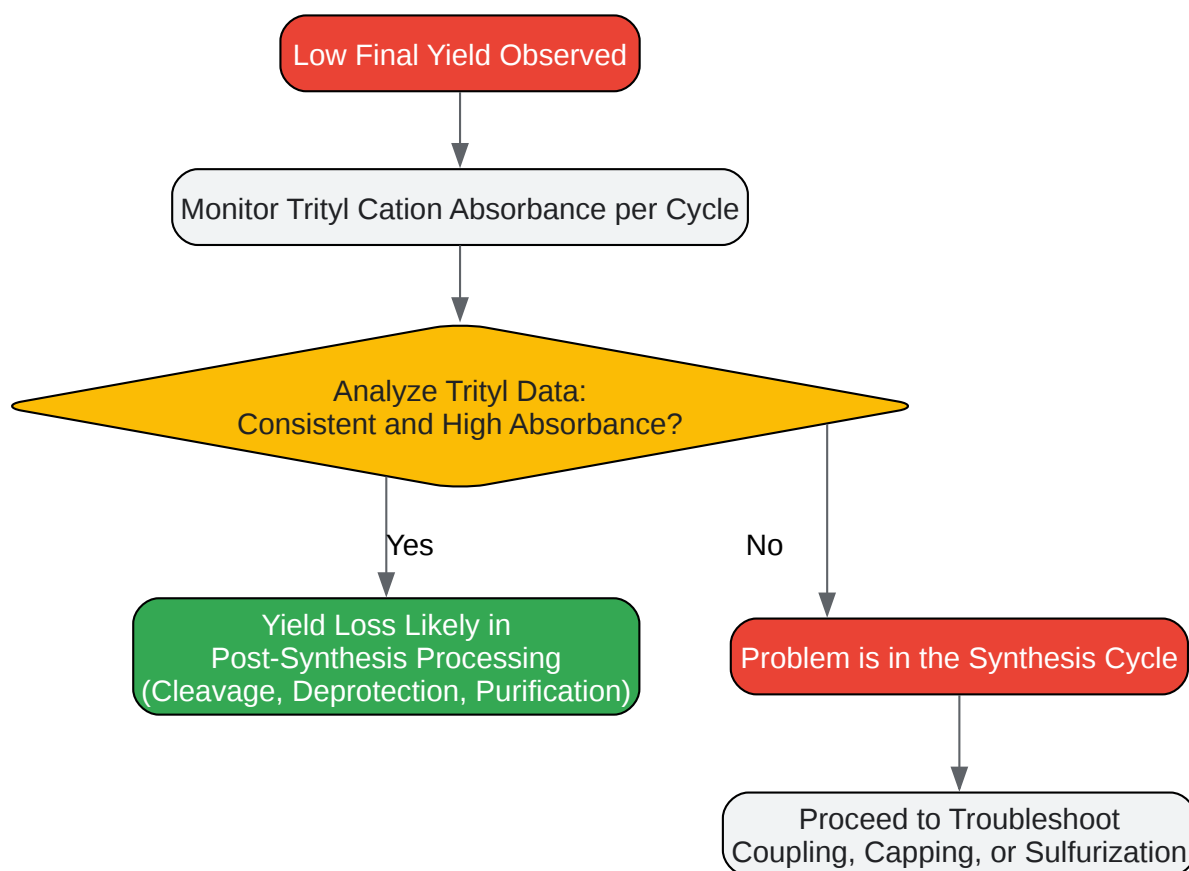 Low Final Yield Observed
Monitor Trityl Cation Absorbance per Cycle
Analyze Trityl Data:
Consistent and High Absorbance?
Yes
No
Yield Loss Likely in
Post-Synthesis Processing
(Cleavage, Deprotection, Purification)
Problem is in the Synthesis Cycle
Proceed to Troubleshoot
Coupling, Capping, or Sulfurization